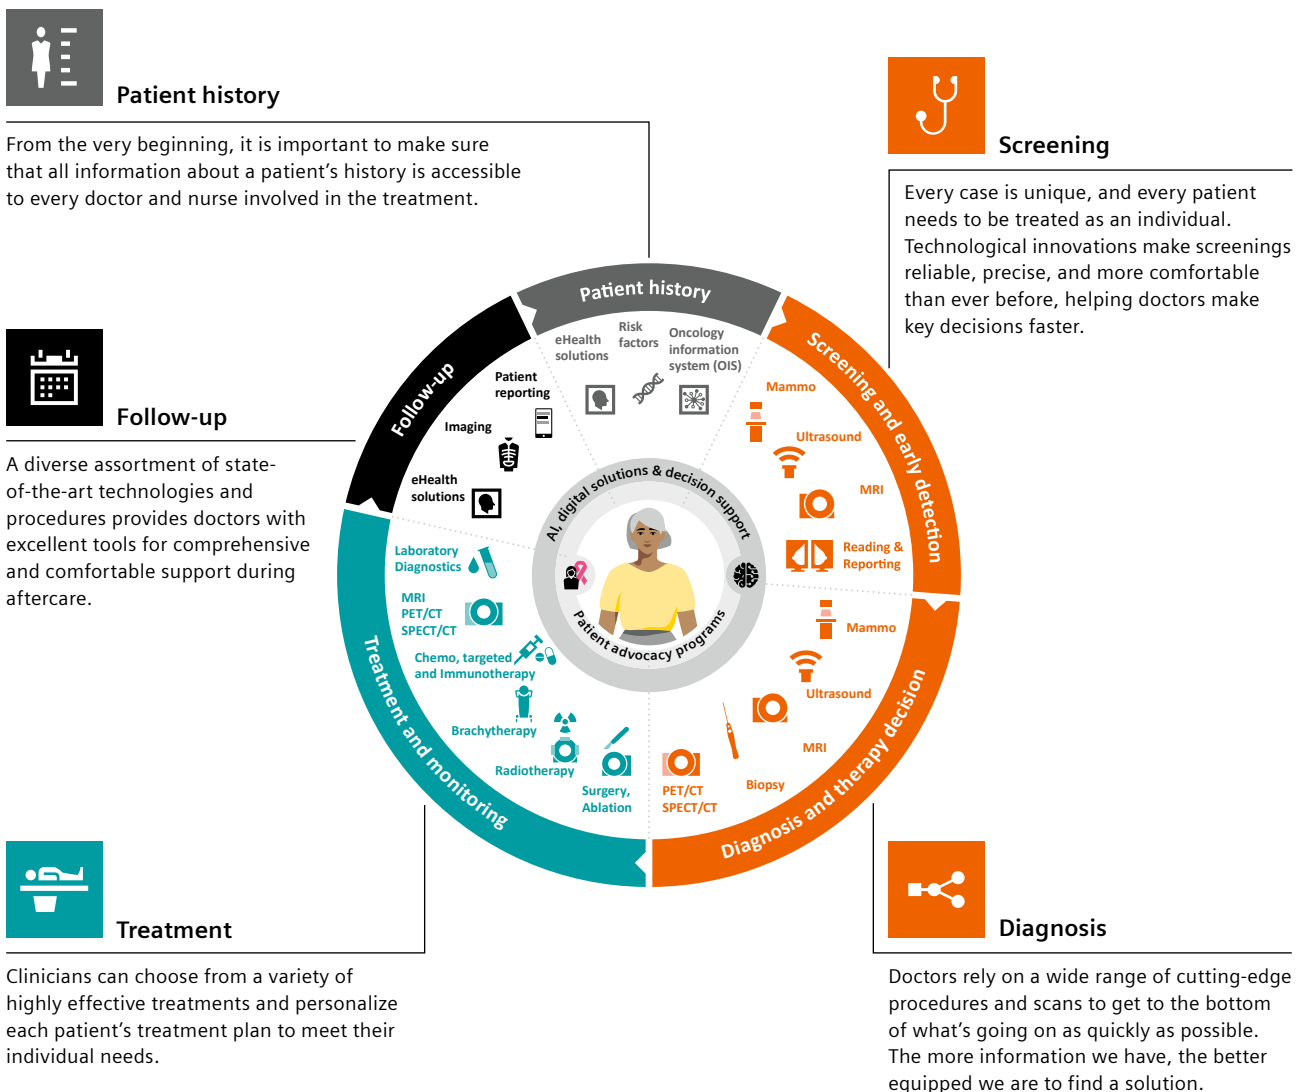 Patient history
From the very beginning, it is important to make sure
that all information about a patient’s history is accessible
to every doctor and nurse involved in the treatment.
Screening
Every case is unique, and every patient
needs to be treated as an individual.
Technological innovations make screenings
reliable, precise, and more comfortable
than ever before, helping doctors make
key decisions faster.
Follow-up
A diverse assortment of state-
of-the-art technologies and
procedures provides doctors with
excellent tools for comprehensive
and comfortable support during
aftercare.
Patient history
eHealth
solutions
Risk
factors
Oncology
information
system (OIS)
Screening and early detection
Mammo
Ultrasound
MRI
Reading &
Reporting
Diagnosis and therapy decision
Mammo
Ultrasound
MRI
Biopsy
PET/CT
SPECT/CT
Treatment and monitoring
Surgery,
Ablation
Radiotherapy
Brachytherapy
Chemo, targeted
and Immunotherapy
MRI
PET/CT
SPECT/CT
Laboratory
Diagnostics
Follow-up
eHealth
solutions
Imaging
Patient
reporting
AI, digital solutions & decision support
Patient advocacy programs
Treatment
Clinicians can choose from a variety of
highly effective treatments and personalize
each patient’s treatment plan to meet their
individual needs.
Diagnosis
Doctors rely on a wide range of cutting-edge
procedures and scans to get to the bottom
of what’s going on as quickly as possible.
The more information we have, the better
equipped we are to find a solution.